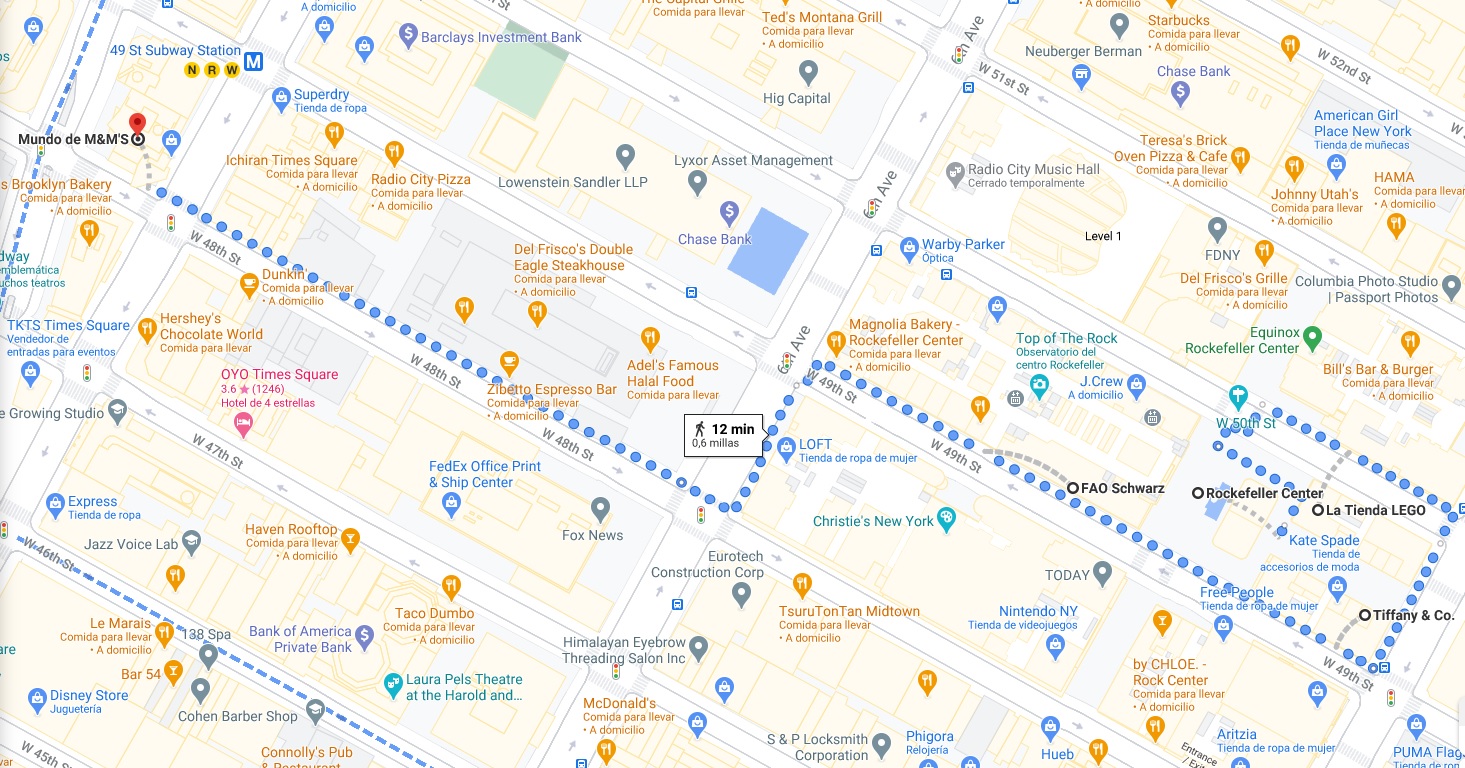 A domicilio
49 St Subway Station
M
N R W
Barclays Investment Bank
Comida para llevar
Ted's Montana Grill
Comida para llevar
• A domicilio
6th Ave
Starbucks
Comida para llevar
• A domicilio
Neuberger Berman
Chase Bank
W 52nd St
W 51st St
Superdry
Tienda de ropa
Hig Capital
American Girl
Place New York
Tienda de muñecas
Mundo de M&M'S
Ichiran Times Square
Comida para llevar
• A domicilio
Radio City Pizza
Comida para llevar
• A domicilio
Lyxor Asset Management
Lowenstein Sandler LLP
Teresa's Brick
Oven Pizza & Cafe
Comida para llevar
• A domicilio
Radio City Music Hall
Cerrado temporalmente
Johnny Utah's
Comida para llevar
• A domicilio
HAMA
Comida para llevar
• A domicilio
s Brooklyn Bakery
Comida para llevar
• A domicilio
6th Ave
Chase Bank
Level 1
Warby Parker
Óptica
FDNY
W 48th St
Del Frisco's Double
Eagle Steakhouse
Comida para llevar
• A domicilio
Del Frisco's Grille
Comida para llevar
• A domicilio
Columbia Photo Studio
| Passport Photos
dway
emblemática
uchos teatros
Dunkin'
Comida para llevar
• A domicilio
TKTS Times Square
Vendedor de
entradas para eventos
Hershey's
Chocolate World
Comida para llevar
Magnolia Bakery -
Rockefeller Center
Comida para llevar
• A domicilio
Top of The Rock
Observatorio del
centro Rockefeller
Equinox
Rockefeller Center
6th Ave
W 48th St
OYO Times Square
3.6 ★ (1246)
Hotel de 4 estrellas
Zibetto Espresso Bar
Comida para llevar
• A domicilio
Adel's Famous
Halal Food
Comida para llevar
W 49th St
J.Crew
A domicilio
Bill's Bar & Burger
Comida para llevar
• A domicilio
e Growing Studio
W 50th St
12 min
0,6 millas
LOFT
Tienda de ropa de mujer
W 47th St
W 48th St
W 49th St
FedEx Office Print
& Ship Center
FAO Schwarz
Rockefeller Center
La Tienda LEGO
Express
Tienda de ropa
Christie's New York
Fox News
Haven Rooftop
Comida para llevar
• A domicilio
Jazz Voice Lab
W 46th St
Kate Spade
Tienda de
accesorios de moda
Eurotech
Construction Corp
TODAY
Free People
Tienda de ropa de mujer
Tiffany & Co.
Taco Dumbo
Comida para llevar
• A domicilio
TsuruTonTan Midtown
Comida para llevar
• A domicilio
Nintendo NY
Tienda de videojuegos
Le Marais
Comida para llevar
• A domicilio
138 Spa
Bank of America
Private Bank
Himalayan Eyebrow
Threading Salon Inc
W 49th St
Bar 54
Laura Pels Theatre
at the Harold and...
by CHLOE. -
Rock Center
Comida para llevar
• A domicilio
Disney Store
Juguetería
Cohen Barber Shop
McDonald's
Comida para llevar
• A domicilio
S & P Locksmith
Corporation
Phigora
Relojería
Hueb
Entrance
Aritzia
Tienda de ropa de mujer
PUMA Flag
W 45th St
Connolly's Pub